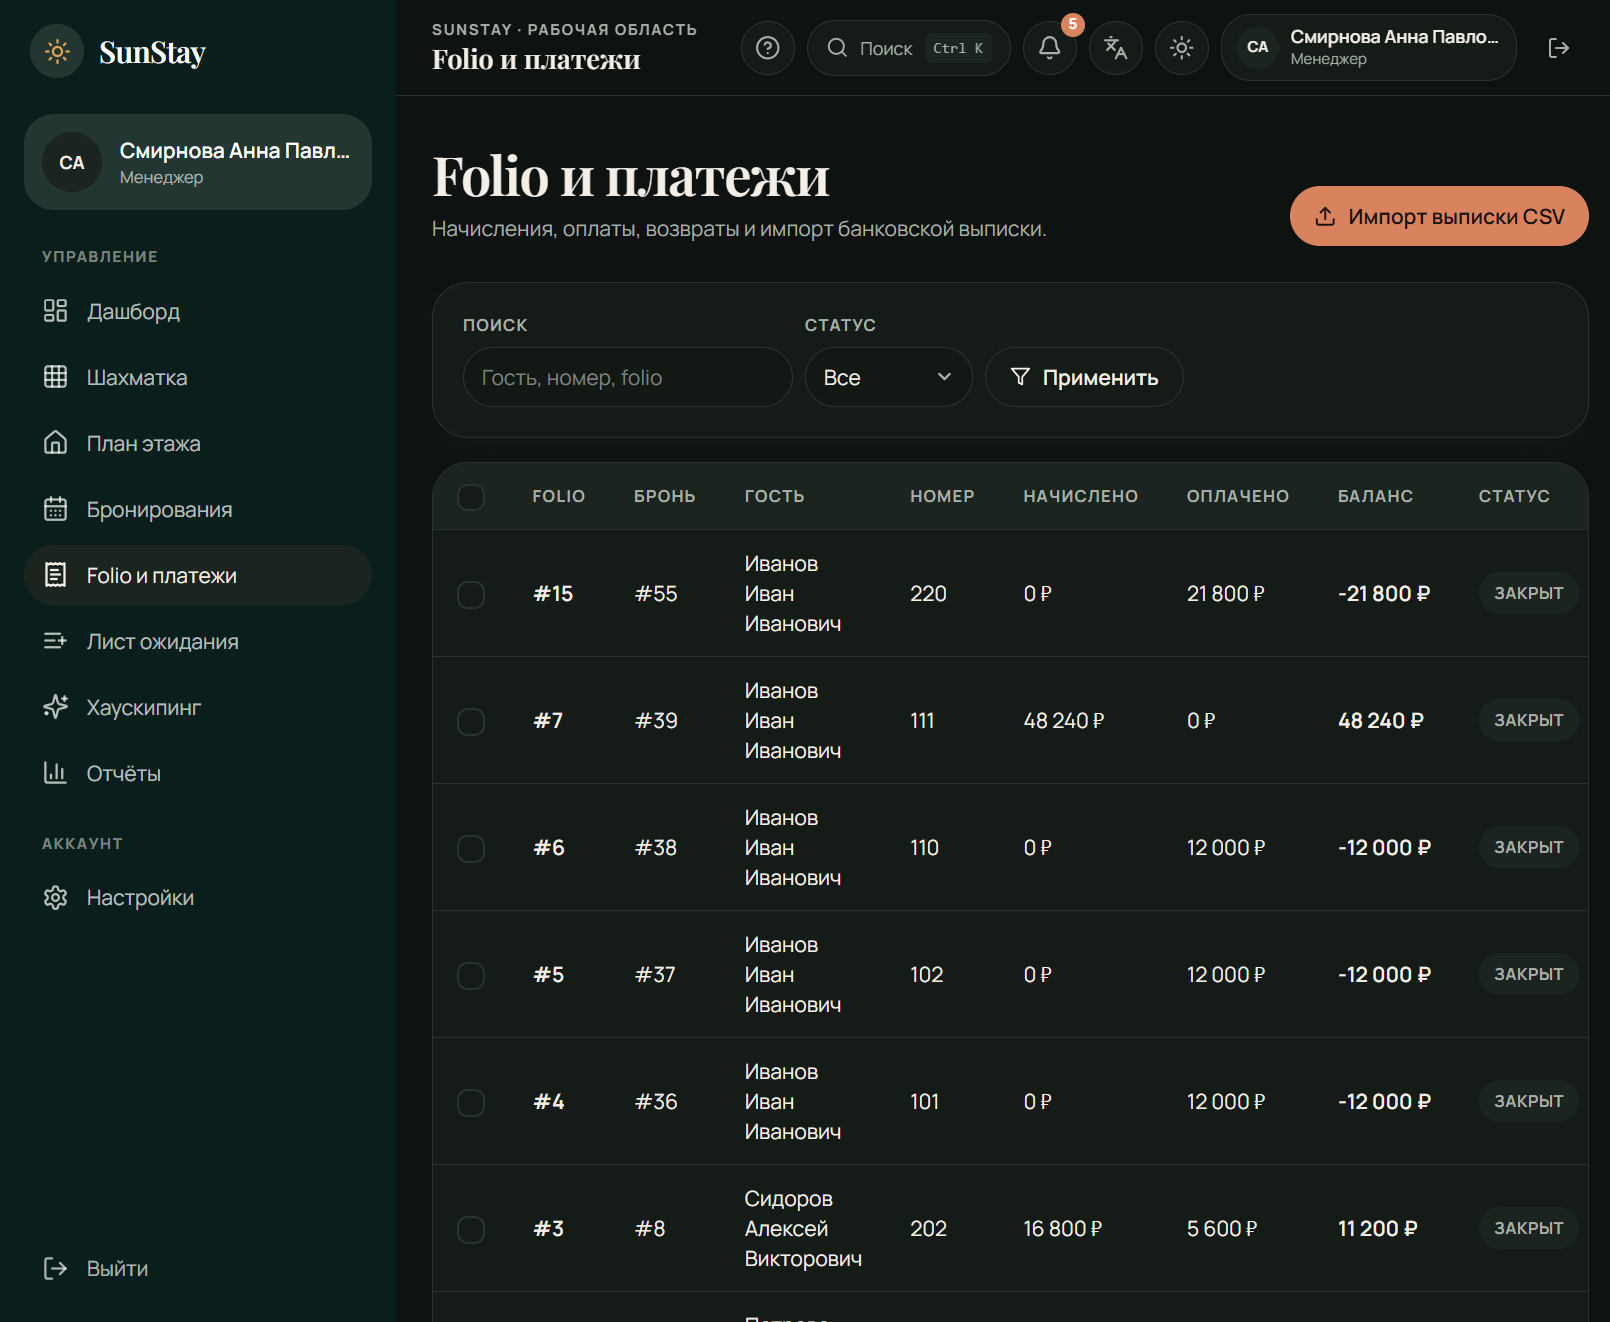 SunStay
СА
Смирнова Анна Павл...
Менеджер
УПРАВЛЕНИЕ
Дашборд
Шахматка
План этажа
Бронирования
Folio и платежи
Лист ожидания
Хаускипинг
Отчёты
АККАУНТ
Настройки
Выйти
SUNSTAY · РАБОЧАЯ ОБЛАСТЬ
Folio и платежи
Поиск Ctrl K
5
СА
Смирнова Анна Павло...
Менеджер
Folio и платежи
Начисления, оплаты, возвраты и импорт банковской выписки.
Импорт выписки CSV
ПОИСК
СТАТУС
Гость, номер, folio
Все
Применить
FOLIO БРОНЬ ГОСТЬ НОМЕР НАЧИСЛЕНО ОПЛАЧЕНО БАЛАНС СТАТУС
#15 #55 Иванов Иван Иванович 220 0 ₽ 21 800 ₽ -21 800 ₽ ЗАКРЫТ
#7 #39 Иванов Иван Иванович 111 48 240 ₽ 0 ₽ 48 240 ₽ ЗАКРЫТ
#6 #38 Иванов Иван Иванович 110 0 ₽ 12 000 ₽ -12 000 ₽ ЗАКРЫТ
#5 #37 Иванов Иван Иванович 102 0 ₽ 12 000 ₽ -12 000 ₽ ЗАКРЫТ
#4 #36 Иванов Иван Иванович 101 0 ₽ 12 000 ₽ -12 000 ₽ ЗАКРЫТ
#3 #8 Сидоров Алексей Викторович 202 16 800 ₽ 5 600 ₽ 11 200 ₽ ЗАКРЫТ